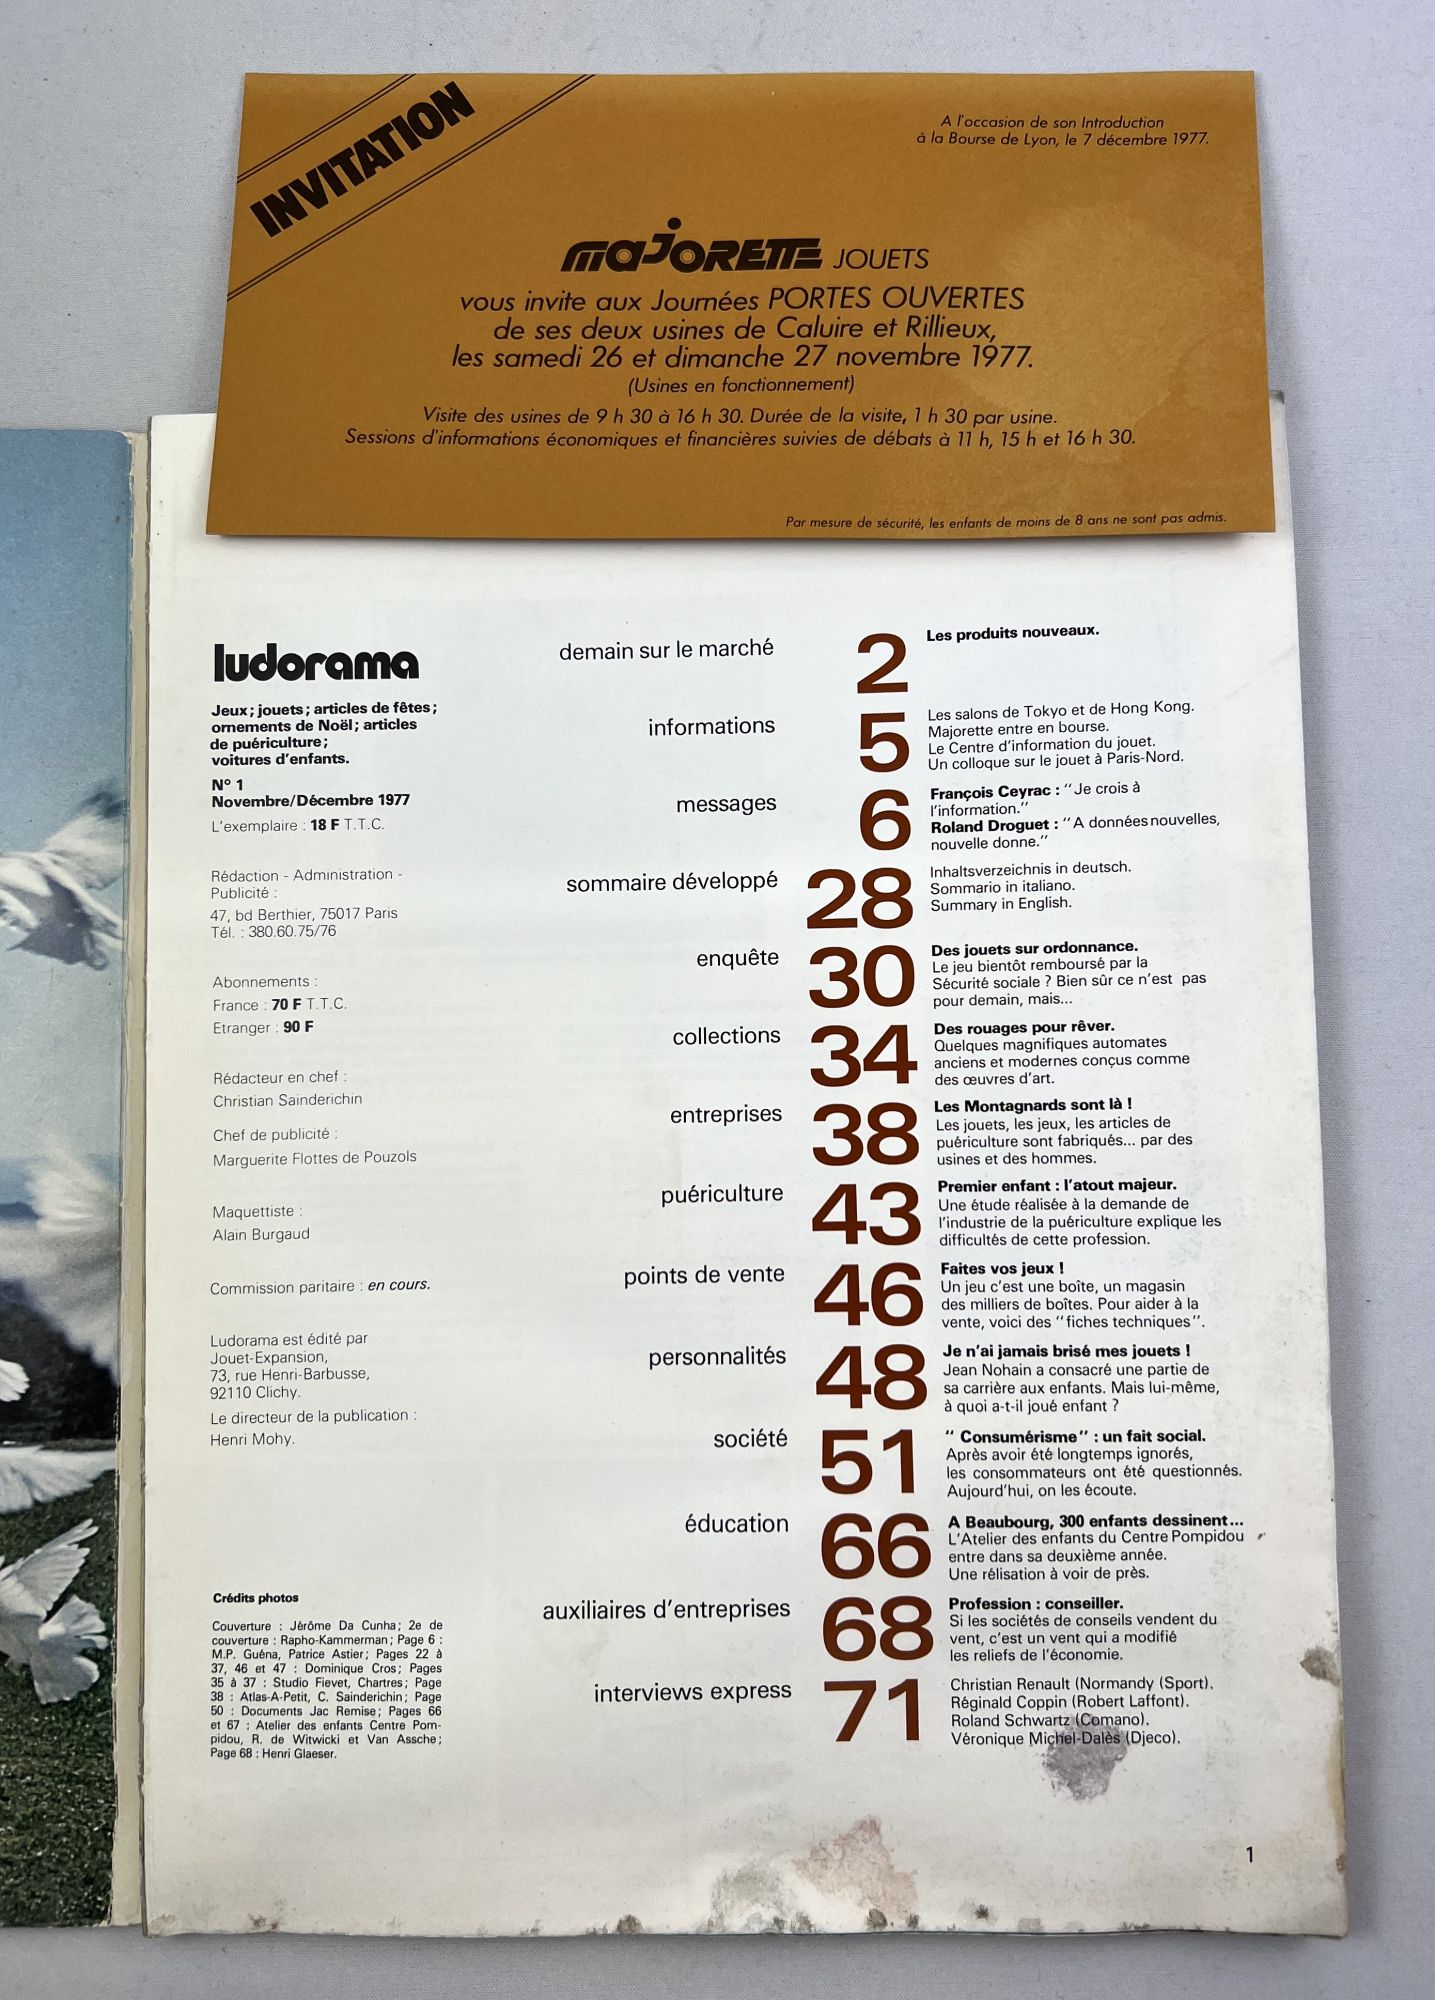 INVITATION
A l'occasion de son Introduction
à la Bourse de Lyon, le 7 décembre 1977.
majorette JOUETS
vous invite aux Journées PORTES OUVERTES
de ses deux usines de Caluire et Rillieux,
les samedi 26 et dimanche 27 novembre 1977.
(Usines en fonctionnement)
Visite des usines de 9 h 30 à 16 h 30. Durée de la visite, 1 h 30 par usine.
Sessions d'informations économiques et financières suivies de débats à 11 h, 15 h et 16 h 30.
Par mesure de sécurité, les enfants de moins de 8 ans ne sont pas admis.
ludorama
Jeux ; jouets ; articles de fêtes ;
ornements de Noël ; articles
de puériculture ;
voitures d'enfants.
N° 1
Novembre/Décembre 1977
L'exemplaire : 18 F T.T.C.
Rédaction - Administration -
Publicité :
47, bd Berthier, 75017 Paris
Tél. : 380.60.75/76
Abonnements :
France : 70 F T.T.C.
Etranger : 90 F
Rédacteur en chef :
Christian Sainderichin
Chef de publicité :
Marguerite Flottes de Pouzols
Maquettiste :
Alain Burgaud
Commission paritaire : en cours.
Ludorama est édité par
Jouet-Expansion,
73, rue Henri-Barbusse,
92110 Clichy.
Le directeur de la publication :
Henri Mohy.
Crédits photos
Couverture : Jérôme Da Cunha ; 2e de
couverture : Rapho-Kammerman ; Page 6 :
M.P. Guéna, Patrice Astier ; Pages 22 à
37, 46 et 47 : Dominique Cros ; Pages
35 à 37 : Studio Fievet, Chartres ; Page
38 : Atlas-A-Petit, C. Sainderichin ; Page
50 : Documents Jac Remise ; Pages 66
et 67 : Atelier des enfants Centre Pom-
pidou, R. de Witwicki et Van Assche ;
Page 68 : Henri Glaeser.
demain sur le marché 2 Les produits nouveaux.
informations 5 Les salons de Tokyo et de Hong Kong.
Majorette entre en bourse.
Le Centre d'information du jouet.
Un colloque sur le jouet à Paris-Nord.
messages 6 François Ceyrac : "Je crois à
l'information."
Roland Droguet : "A données nouvelles,
nouvelle donne."
sommaire développé 28 Inhaltsverzeichnis in deutsch.
Sommario in italiano.
Summary in English.
enquête 30 Des jouets sur ordonnance.
Le jeu bientôt remboursé par la
Sécurité sociale ? Bien sûr ce n'est pas
pour demain, mais...
collections 34 Des rouages pour rêver.
Quelques magnifiques automates
anciens et modernes conçus comme
des œuvres d'art.
entreprises 38 Les Montagnards sont là !
Les jouets, les jeux, les articles de
puériculture sont fabriqués... par des
usines et des hommes.
puériculture 43 Premier enfant : l'atout majeur.
Une étude réalisée à la demande de
l'industrie de la puériculture explique les
difficultés de cette profession.
points de vente 46 Faites vos jeux !
Un jeu c'est une boîte, un magasin
des milliers de boîtes. Pour aider à la
vente, voici des "fiches techniques".
personnalités 48 Je n'ai jamais brisé mes jouets !
Jean Nohain a consacré une partie de
sa carrière aux enfants. Mais lui-même,
à quoi a-t-il joué enfant ?
société 51 " Consumérisme" : un fait social.
Après avoir été longtemps ignorés,
les consommateurs ont été questionnés.
Aujourd'hui, on les écoute.
éducation 66 A Beaubourg, 300 enfants dessinent...
L'Atelier des enfants du Centre Pompidou
entre dans sa deuxième année.
Une rélisation à voir de près.
auxiliaires d'entreprises 68 Profession : conseiller.
Si les sociétés de conseils vendent du
vent, c'est un vent qui a modifié
les reliefs de l'économie.
interviews express 71 Christian Renault (Normandy (Sport).
Réginald Coppin (Robert Laffont).
Roland Schwartz (Comano).
Véronique Michel-Dalès (Djeco).
1